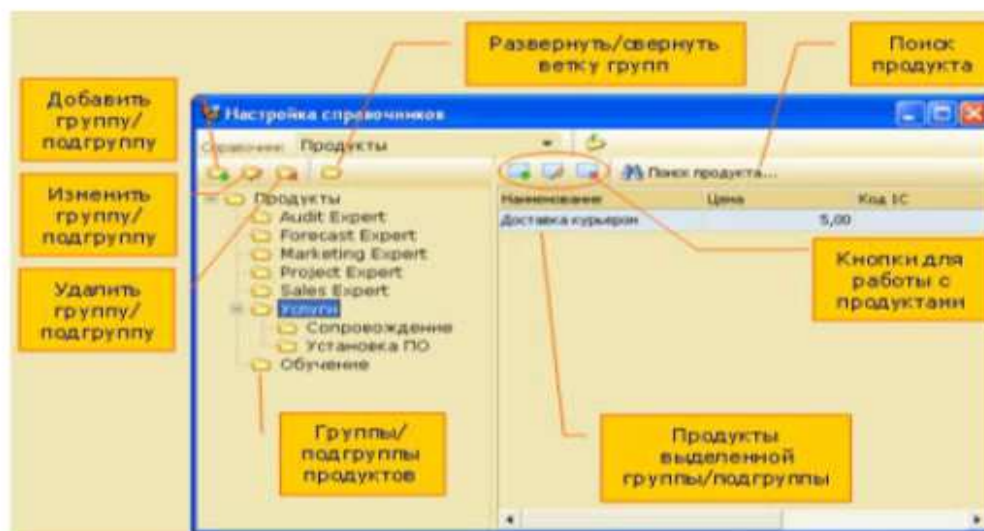 Развернуть/свернуть
ветку групп
Поиск
продукта
Добавить
группу/
подгруппу
Настройка справочников
Справочник: Продукты
Изменить
группу/
подгруппу
Поиск продукта...
Продукты
Наименование Цена Код 1С
Audit Expert
Доставка курьером 5,00
Forecast Expert
Marketing Expert
Project Expert
Sales Expert
Кнопки для
работы с
продуктами
Удалить
группу/
подгруппу
Услуги
Сопровождение
Установка ПО
Обучение
Группы/
подгруппы
продуктов
Продукты
выделенной
группы/подгруппы